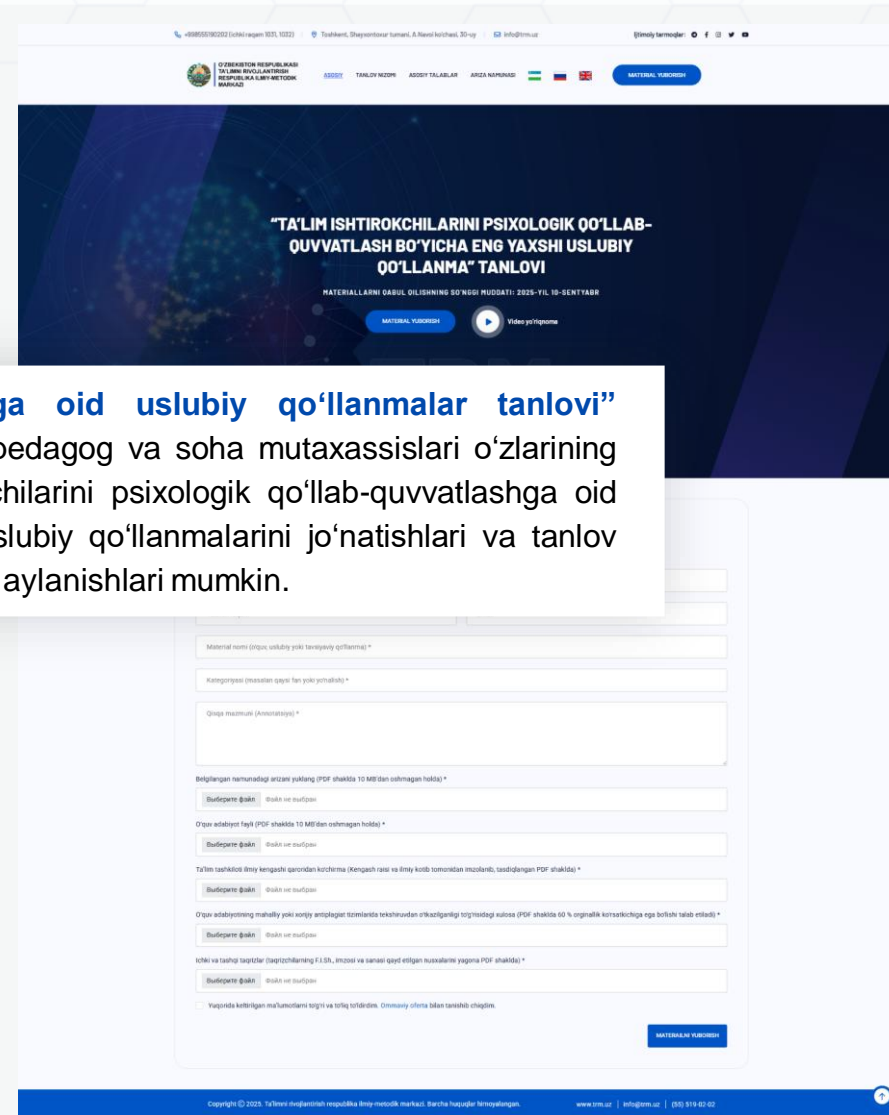 +998555190202 (ichki raqam 1031, 1032)
Toshkent, Shayxontoxur tumani. A.Navoi ko'chasi, 30-uy
info@trm.uz
Ijtimoiy tarmoqlar:
O'ZBEKISTON RESPUBLIKASI
TA'LIMNI RIVOJLANTIRISH
RESPUBLIKA ILMIY-METODIK
MARKAZI
ASOSIY
TANLOV NIZOMI
ASOSIY TALABLAR
ARIZA NAMUNASI
MATERIAL YUBORISH
"TA'LIM ISHTIROKCHILARINI PSIXOLOGIK QO'LLAB-
QUVVATLASH BO'YICHA ENG YAXSHI USLUBIY
QO'LLANMA" TANLOVI
MATERIALLARNI QABUL QILISHNING SO'NGGI MUDDATI: 2025-YIL 10-SENTYABR
MATERIAL YUBORISH
Video yo'riqnoma
ga oid uslubiy qo‘llanmalar tanlovi”
pedagog va soha mutaxassislari o‘zlarining
chilarini psixologik qo‘llab-quvvatlashga oid
slubiy qo‘llanmalarini jo‘natishlari va tanlov
aylanishlari mumkin.
Material nomi (o'quv, uslubiy yoki tavsiyaviy qo'llanma) *
Kategoriyasi (masalan qaysi fan yoki yo'nalish) *
Qisqa mazmuni (Annotatsiya) *
Belgilangan namunadagi arizani yuklang (PDF shaklda 10 MB'dan oshmagan holda) *
Выберите файл Файл не выбран
O'quv adabiyot fayli (PDF shaklda 10 MB'dan oshmagan holda) *
Выберите файл Файл не выбран
Ta'lim tashkiloti ilmiy kengashi qaroridan ko'chirma (Kengash raisi va ilmiy kotib tomonidan imzolanib, tasdiqlangan PDF shaklda) *
Выберите файл Файл не выбран
O'quv adabiyotining mahalliy yoki xorijiy antiplagiat tizimlarida tekshiruvdan o'tkazilganligi to'g'risidagi xulosa (PDF shaklda 60 % orginallik ko'rsatkichiga ega bo'lishi talab etiladi) *
Выберите файл Файл не выбран
Ichki va tashqi taqrizlar (taqrizchilarning F.I.Sh., imzosi va sanasi qayd etilgan nusxalarini yagona PDF shaklda) *
Выберите файл Файл не выбран
Yuqorida keltirilgan ma'lumotlarni to'g'ri va to'liq to'ldirdim. Ommaviy oferta bilan tanishib chiqdim.
MATERIALNI YUBORISH
Copyright © 2025. Ta'limni rivojlantirish respublika ilmiy-metodik markazi. Barcha huquqlar himoyalangan.
www.trm.uz | info@trm.uz | (55) 519-02-02